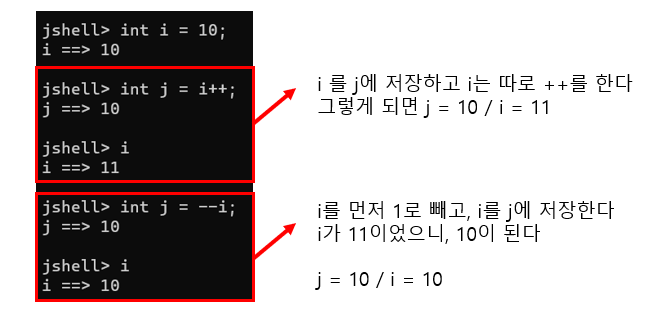 jshell> int i = 10;
i ==> 10
jshell> int j = i++;
j ==> 10
jshell> i
i ==> 11
i 를 j에 저장하고 i는 따로 ++를 한다
그렇게 되면 j = 10 / i = 11
jshell> int j = --i;
j ==> 10
jshell> i
i ==> 10
i를 먼저 1로 빼고, i를 j에 저장한다
i가 11이었으니, 10이 된다
j = 10 / i = 10